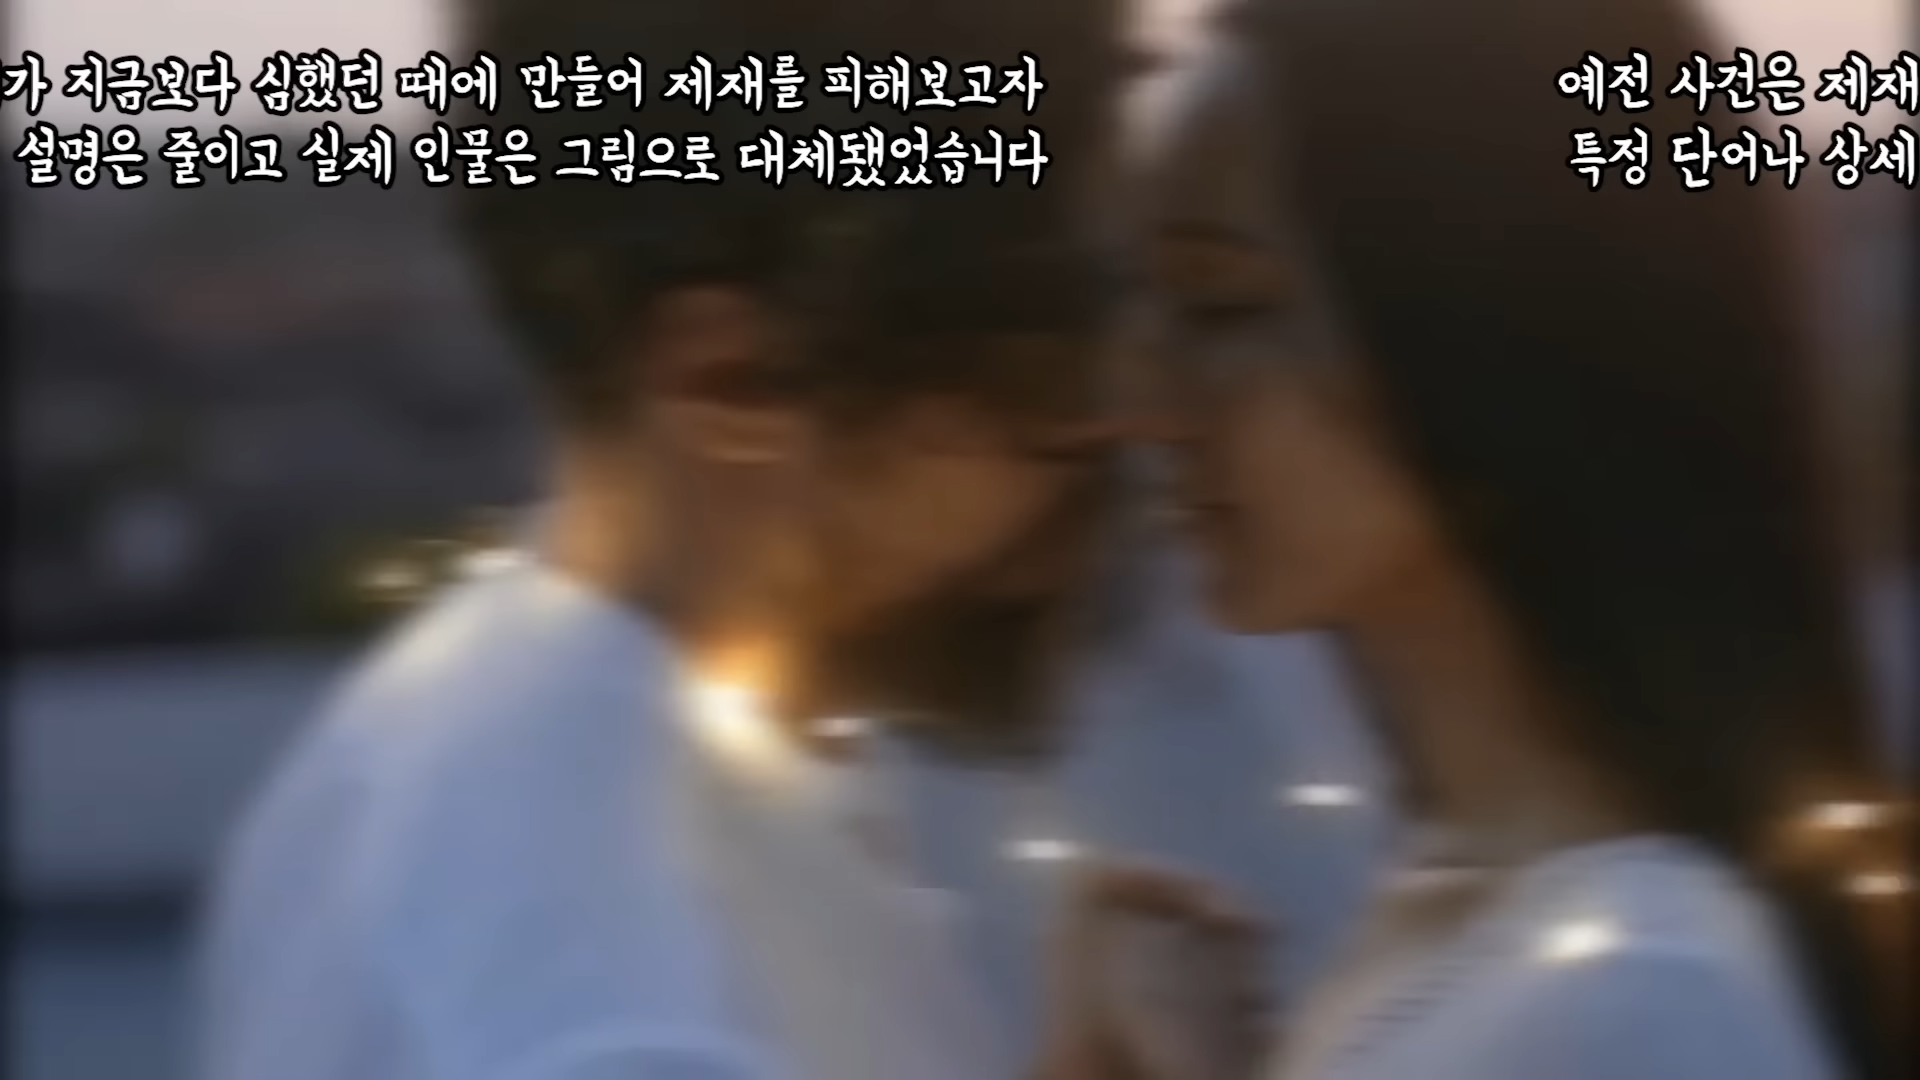 가 지금보다 심했던 때에 만들어 제재를 피해보고자
설명은 줄이고 실제 인물은 그림으로 대체됐었습니다
예전 사건은 제재
특정 단어나 상세